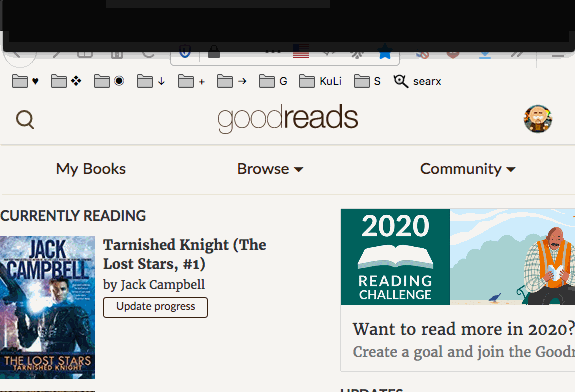 ♥ ❖ ◉ ↓ + → G KuLi S searx
goodreads
My Books Browse Community
CURRENTLY READING
JACK
CAMPBELL
THE LOST STARS
TARNISHED KNIGHT
Tarnished Knight (The
Lost Stars, #1)
by Jack Campbell
Update progress
2020
READING
CHALLENGE
Want to read more in 2020?
Create a goal and join the Goodr